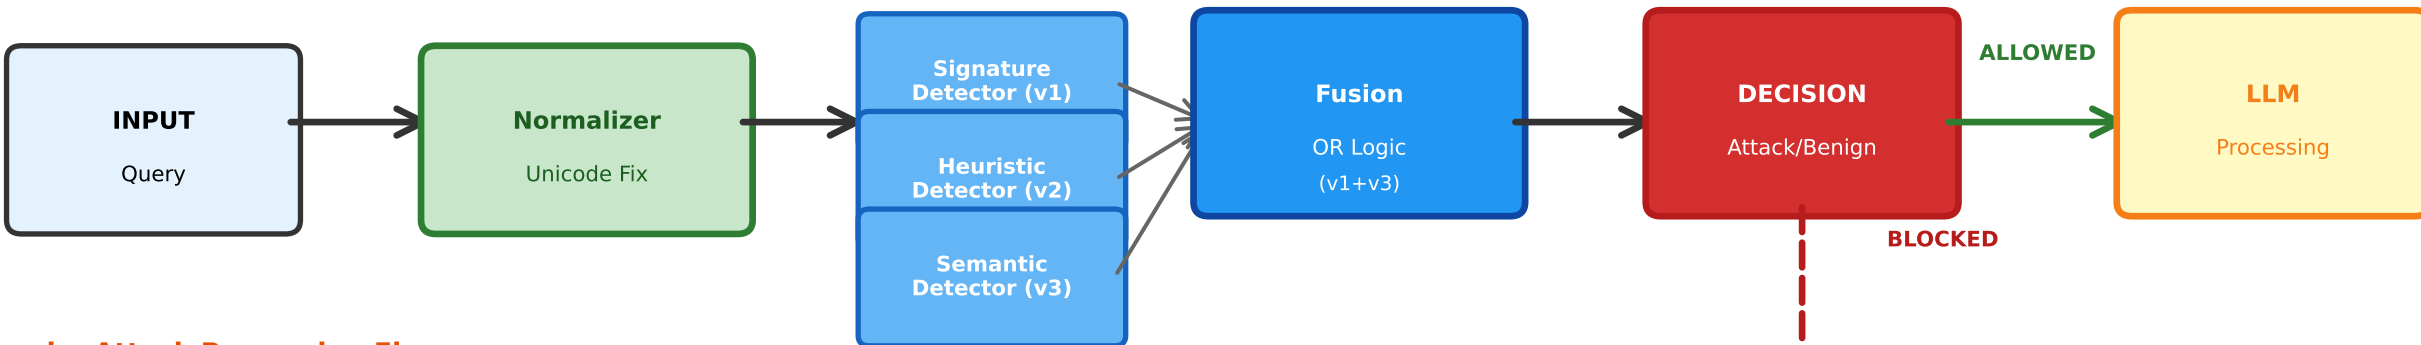 INPUT
Query
Normalizer
Unicode Fix
Signature
Detector (v1)
Heuristic
Detector (v2)
Semantic
Detector (v3)
Fusion
OR Logic
(v1+v3)
DECISION
Attack/Benign
ALLOWED
BLOCKED
LLM
Processing